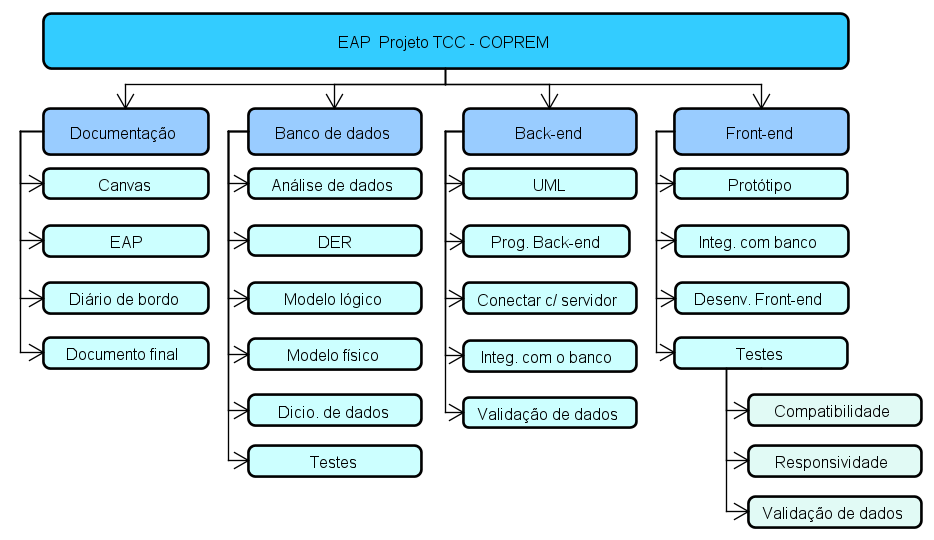 EAP Projeto TCC - COPREM
Documentação
Canvas
EAP
Diário de bordo
Documento final
Banco de dados
Análise de dados
DER
Modelo lógico
Modelo físico
Dicio. de dados
Testes
Back-end
UML
Prog. Back-end
Conectar c/ servidor
Integ. com o banco
Validação de dados
Front-end
Protótipo
Integ. com banco
Desenv. Front-end
Testes
Compatibilidade
Responsividade
Validação de dados